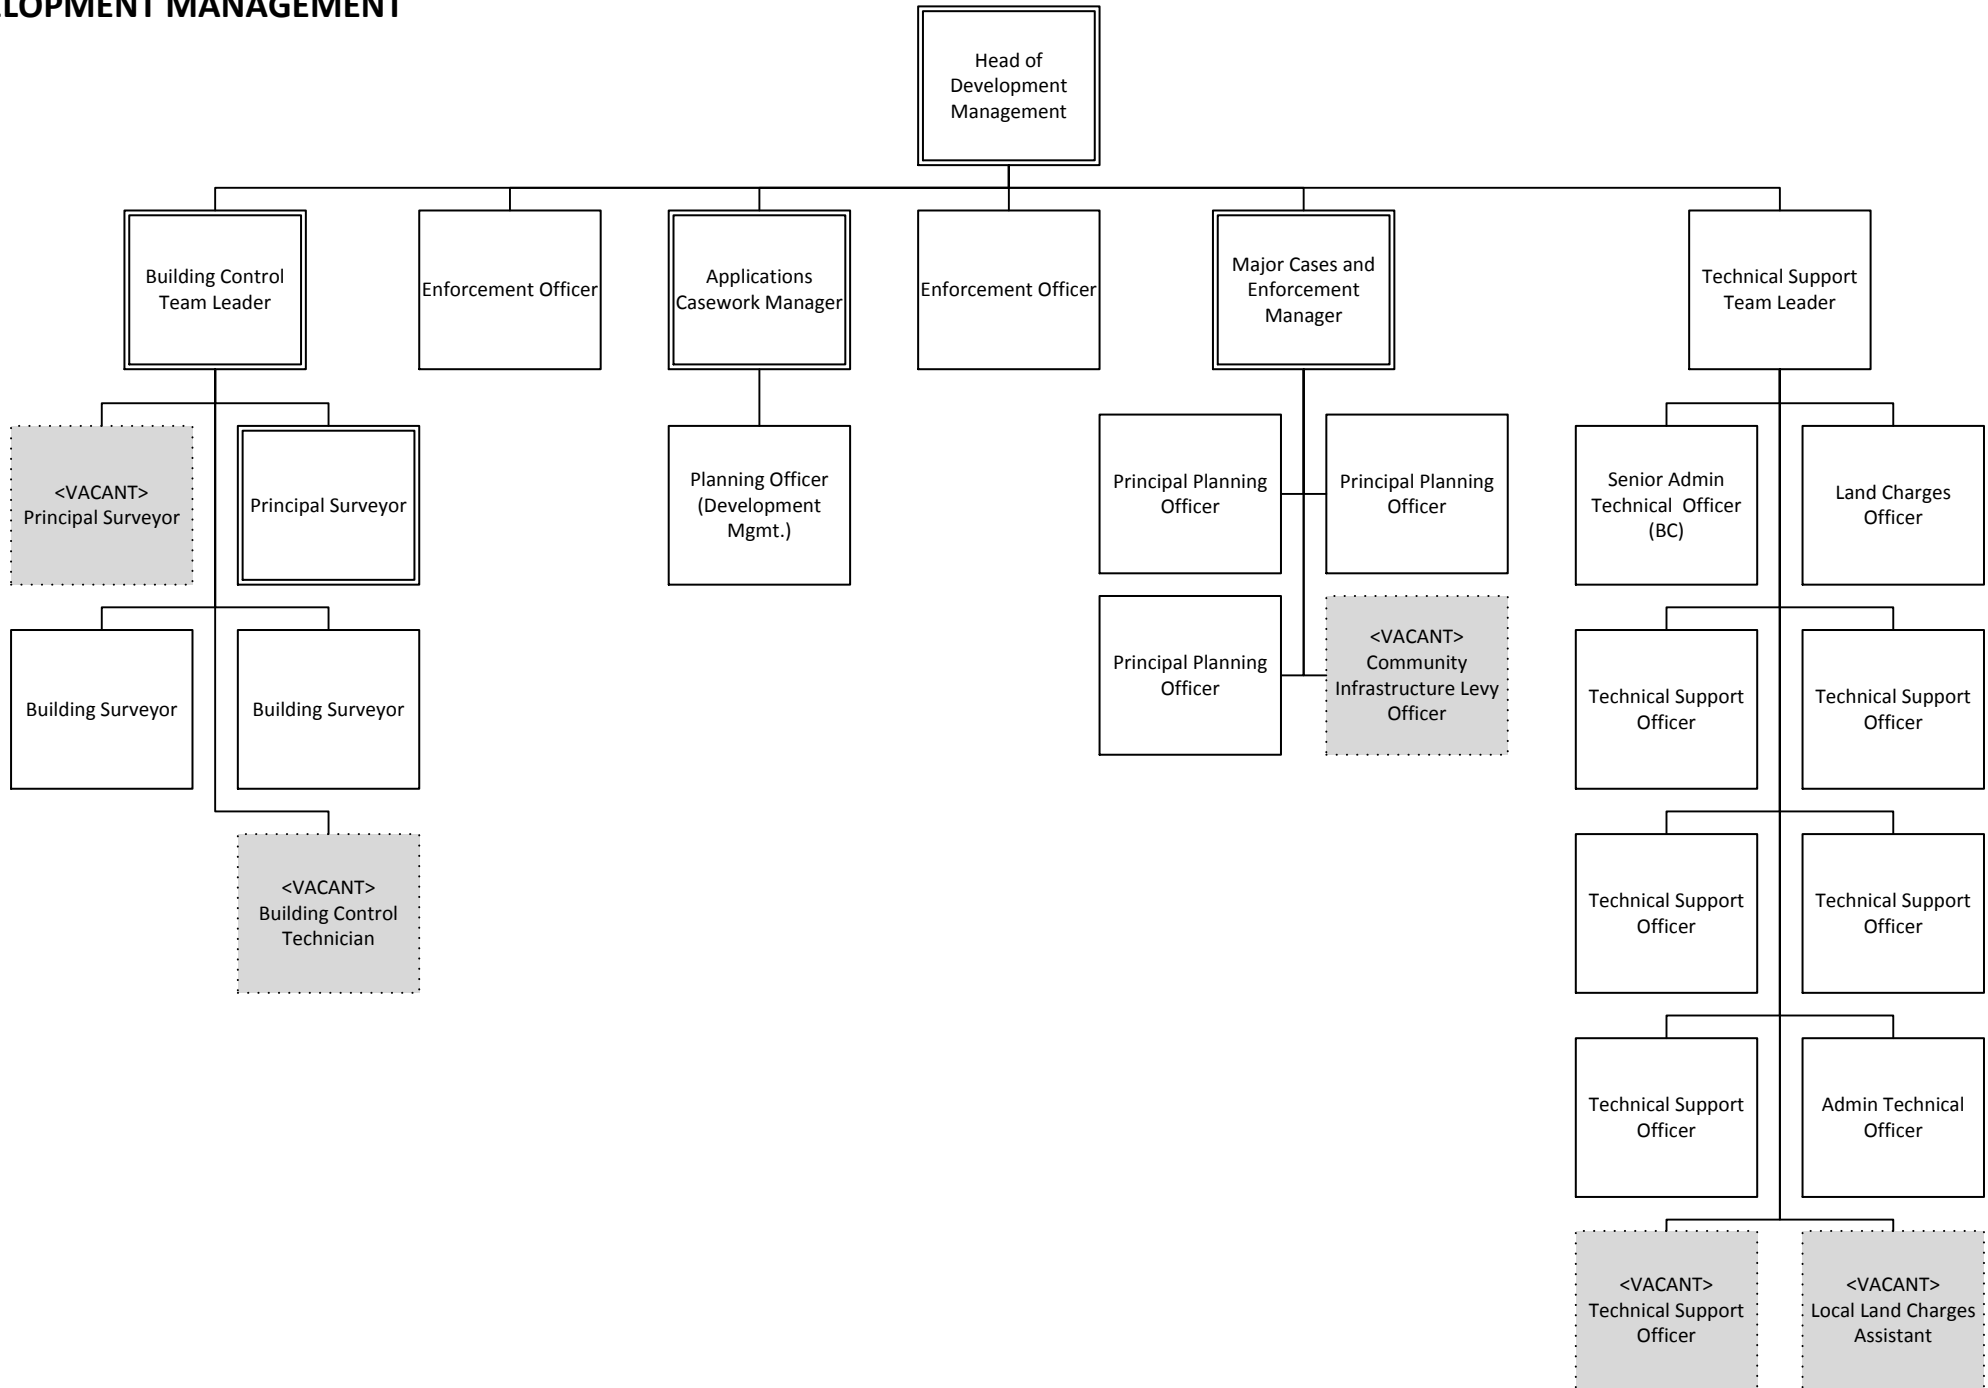 ELOPMENT MANAGEMENT
Head of
Development
Management
Building Control
Team Leader
Enforcement Officer
Applications
Casework Manager
Enforcement Officer
Major Cases and
Enforcement
Manager
Technical Support
Team Leader
<VACANT>
Principal Surveyor
Principal Surveyor
Planning Officer
(Development
Mgmt.)
Principal Planning
Officer
Principal Planning
Officer
Senior Admin
Technical  Officer
(BC)
Land Charges
Officer
Building Surveyor
Building Surveyor
Principal Planning
Officer
<VACANT>
Community
Infrastructure Levy
Officer
Technical Support
Officer
Technical Support
Officer
<VACANT>
Building Control
Technician
Technical Support
Officer
Technical Support
Officer
Technical Support
Officer
Admin Technical
Officer
<VACANT>
Technical Support
Officer
<VACANT>
Local Land Charges
Assistant